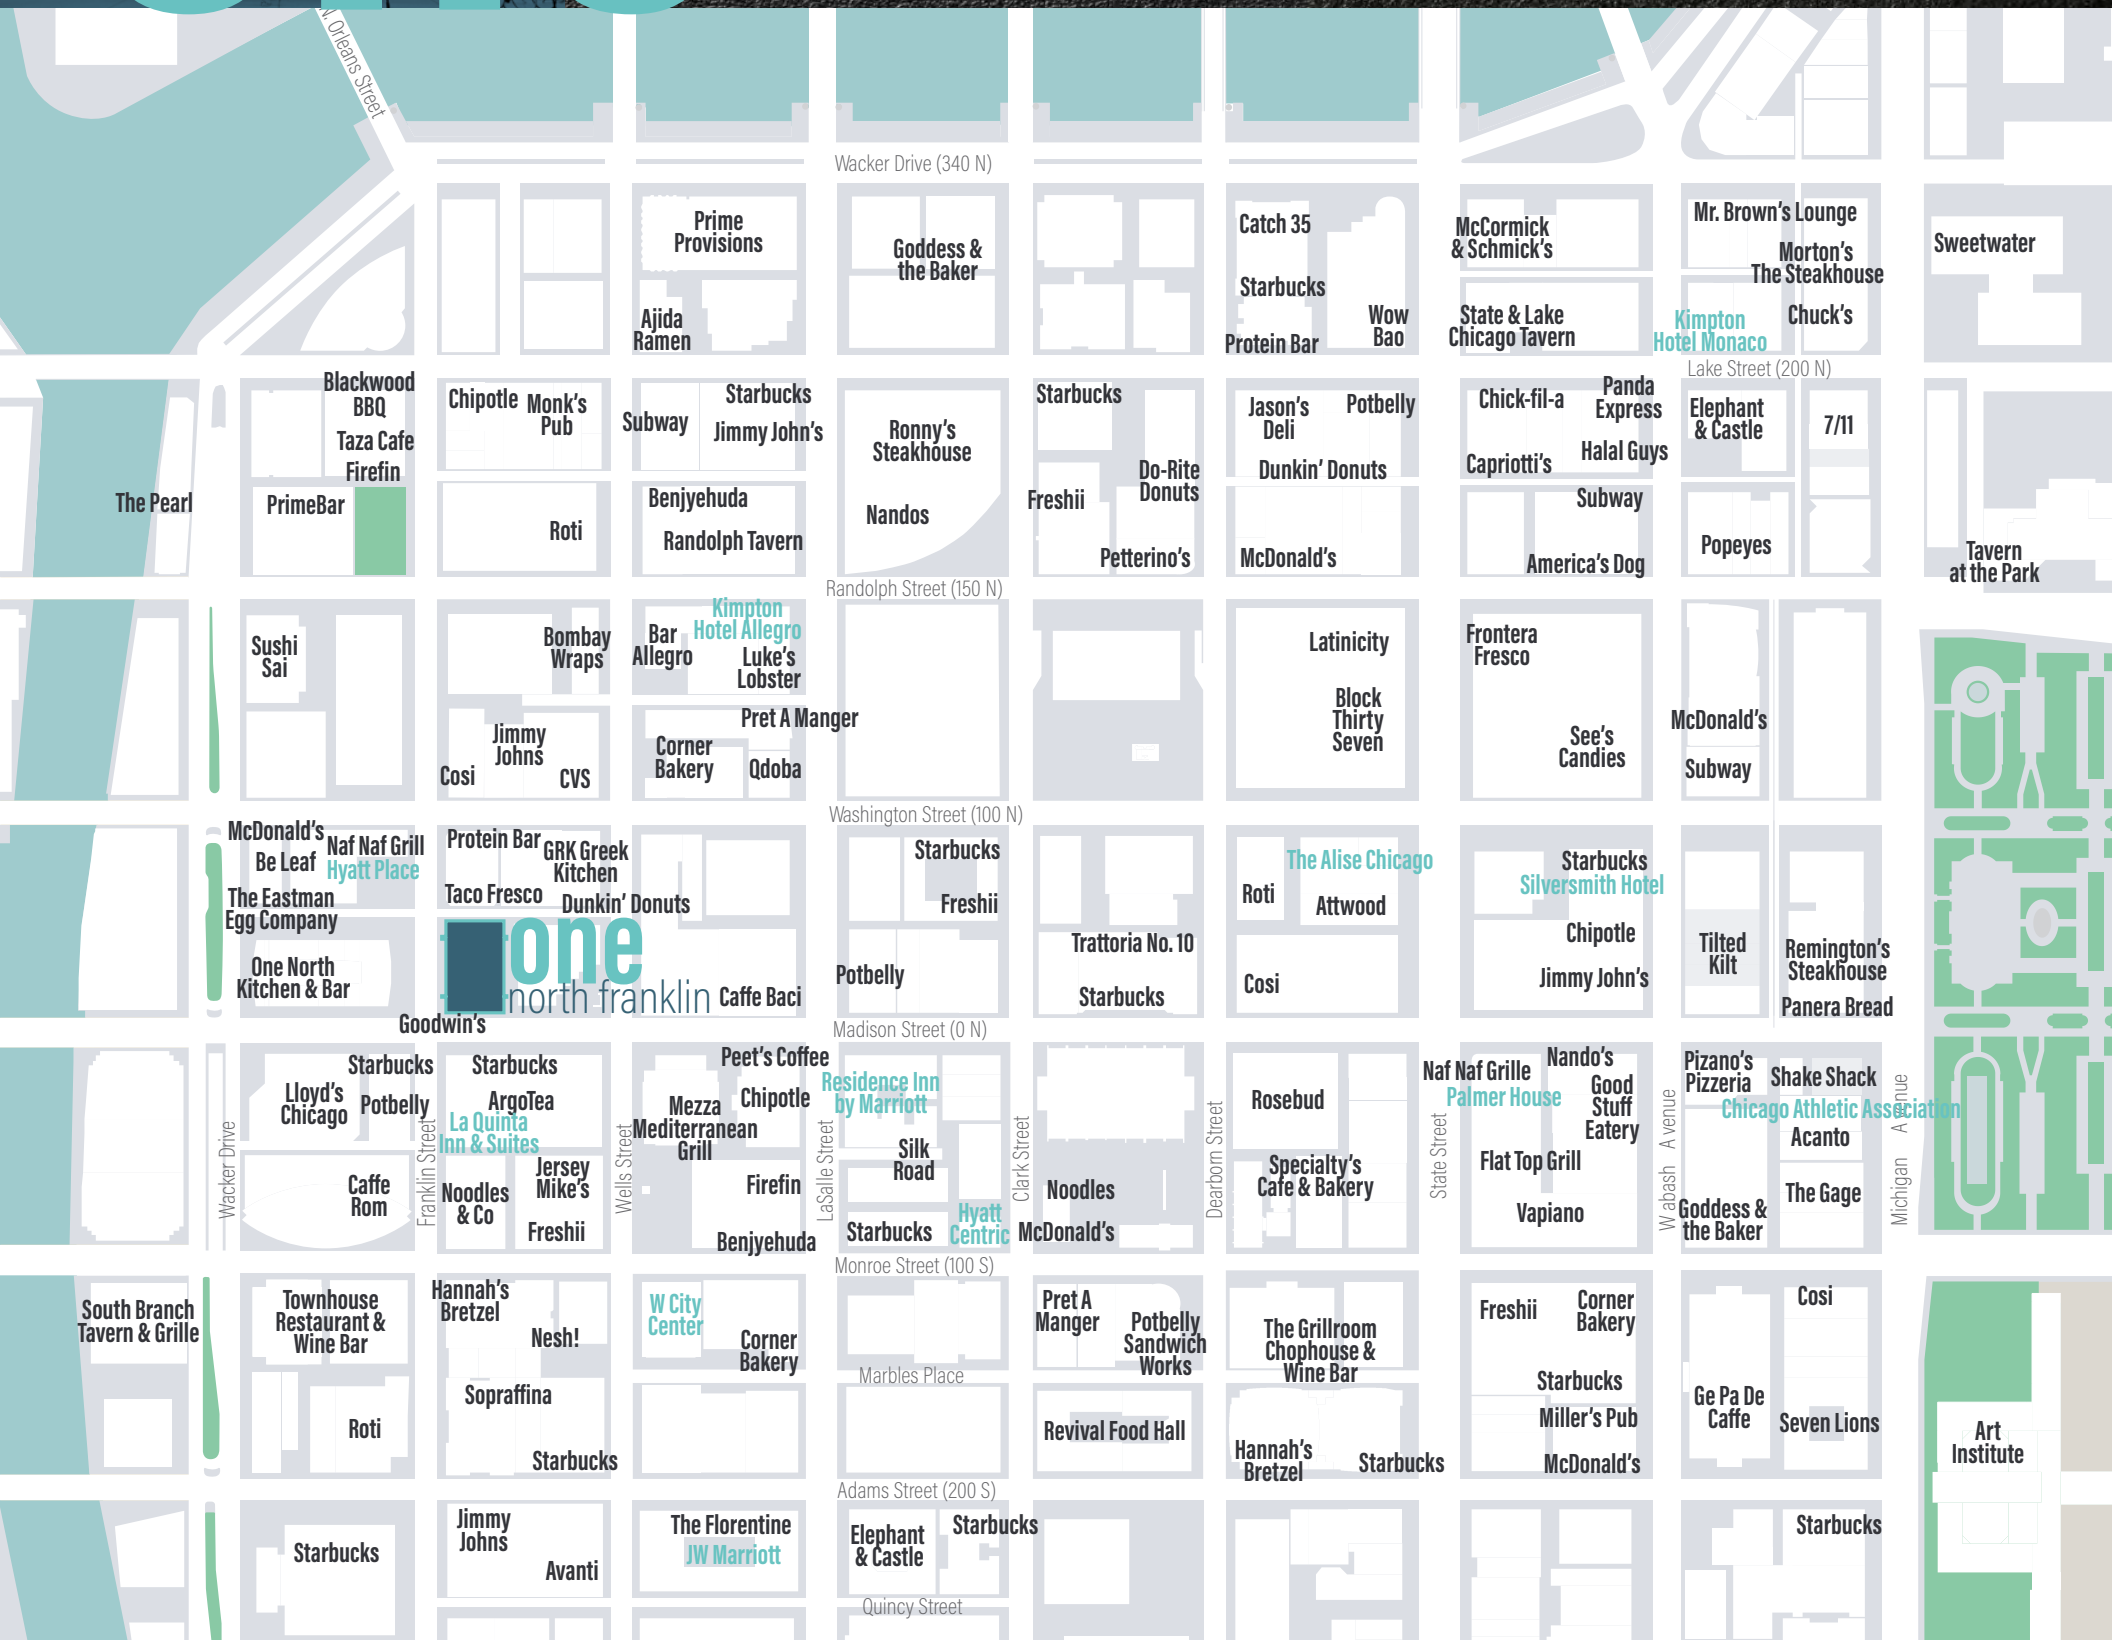 N. Orleans Street
Wacker Drive (340 N)
Prime
Provisions
Ajida
Ramen
Goddess &
the Baker
Catch 35
Starbucks
Protein Bar
Wow
Bao
McCormick
& Schmick's
State & Lake
Chicago Tavern
Mr. Brown's Lounge
Morton's
The Steakhouse
Chuck's
Kimpton
Hotel Monaco
Sweetwater
Lake Street (200 N)
The Pearl
Blackwood
BBQ
Taza Cafe
Firefin
PrimeBar
Chipotle
Monk's
Pub
Roti
Subway
Starbucks
Jimmy John's
Benjyehuda
Randolph Tavern
Ronny's
Steakhouse
Nandos
Starbucks
Freshii
Do-Rite
Donuts
Petterino's
Jason's
Deli
Potbelly
Dunkin' Donuts
McDonald's
Chick-fil-a
Panda
Express
Capriotti's
Halal Guys
Subway
America's Dog
Elephant
& Castle
7/11
Popeyes
Tavern
at the Park
Randolph Street (150 N)
Sushi
Sai
Bombay
Wraps
Jimmy
Johns
Cosi
CVS
Kimpton
Hotel Allegro
Bar
Allegro
Luke's
Lobster
Pret A Manger
Corner
Bakery
Qdoba
Latinicity
Block
Thirty
Seven
Frontera
Fresco
See's
Candies
McDonald's
Subway
Washington Street (100 N)
McDonald's
Be Leaf
Naf Naf Grill
Hyatt Place
The Eastman
Egg Company
One North
Kitchen & Bar
Protein Bar
GRK Greek
Kitchen
Taco Fresco
Dunkin' Donuts
one
north franklin
Caffe Baci
Goodwin's
Starbucks
Freshii
Potbelly
Trattoria No. 10
Starbucks
Roti
The Alise Chicago
Attwood
Cosi
Starbucks
Silversmith Hotel
Chipotle
Jimmy John's
Tilted
Kilt
Remington's
Steakhouse
Panera Bread
Madison Street (0 N)
Wacker Drive
Starbucks
Lloyd's
Chicago
Potbelly
Caffe
Rom
Franklin Street
Starbucks
ArgoTea
La Quinta
Inn & Suites
Jersey
Mike's
Noodles
& Co
Freshii
Wells Street
Peet's Coffee
Chipotle
Mezza
Mediterranean
Grill
Firefin
Benjyehuda
LaSalle Street
Residence Inn
by Marriott
Silk
Road
Starbucks
Hyatt
Centric
Clark Street
Noodles
McDonald's
Dearborn Street
Rosebud
Specialty's
Cafe & Bakery
State Street
Naf Naf Grille
Palmer House
Nando's
Good
Stuff
Eatery
Flat Top Grill
Vapiano
Wabash Avenue
Pizano's
Pizzeria
Shake Shack
Chicago Athletic Association
Acanto
The Gage
Goddess &
the Baker
Michigan Avenue
Monroe Street (100 S)
South Branch
Tavern & Grille
Townhouse
Restaurant &
Wine Bar
Roti
Hannah's
Bretzel
Nesh!
Sopraffina
Starbucks
W City
Center
Corner
Bakery
Marbles Place
Pret A
Manger
Potbelly
Sandwich
Works
Revival Food Hall
The Grillroom
Chophouse &
Wine Bar
Hannah's
Bretzel
Starbucks
Freshii
Corner
Bakery
Starbucks
Miller's Pub
McDonald's
Cosi
Ge Pa De
Caffe
Seven Lions
Art
Institute
Adams Street (200 S)
Starbucks
Jimmy
Johns
Avanti
The Florentine
JW Marriott
Elephant
& Castle
Starbucks
Starbucks
Quincy Street